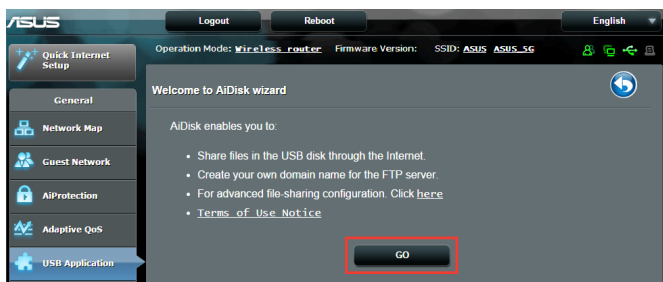 ASUS
Logout
Reboot
English
Quick Internet
Setup
Operation Mode: Wireless router Firmware Version: SSID: ASUS ASUS_5G
General
Network Map
Guest Network
AiProtection
Adaptive QoS
USB Application
Welcome to AiDisk wizard
AiDisk enables you to:
• Share files in the USB disk through the Internet.
• Create your own domain name for the FTP server.
• For advanced file-sharing configuration. Click here
• Terms of Use Notice
GO